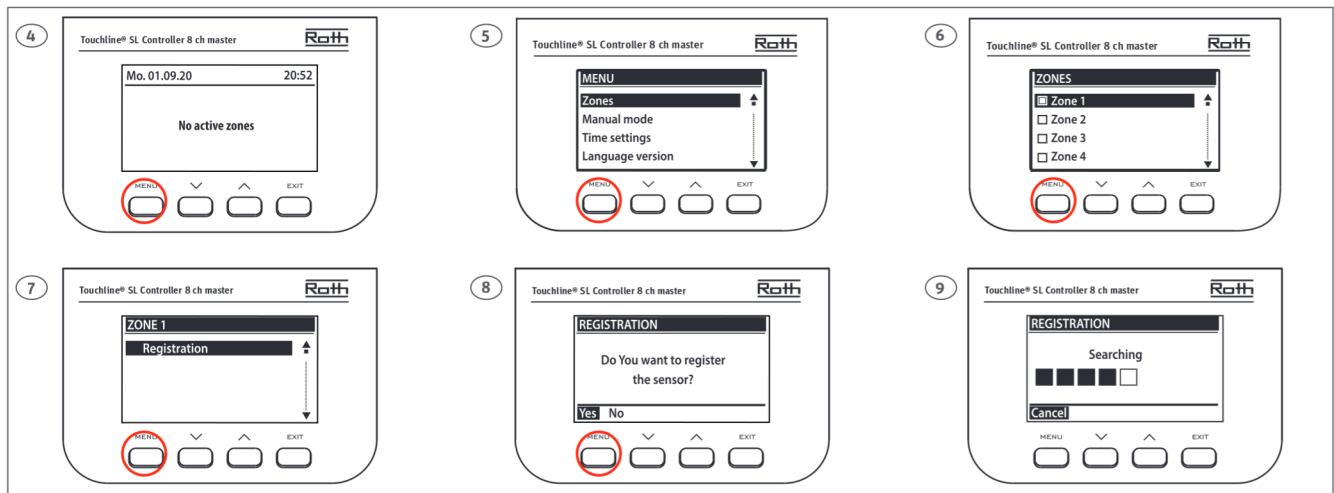 4
Touchline® SL Controller 8 ch master Roth
Mo. 01.09.20 20:52
No active zones
MENU EXIT
5
Touchline® SL Controller 8 ch master Roth
MENU
Zones
Manual mode
Time settings
Language version
MENU EXIT
6
Touchline® SL Controller 8 ch master Roth
ZONES
Zone 1
Zone 2
Zone 3
Zone 4
MENU EXIT
7
Touchline® SL Controller 8 ch master Roth
ZONE 1
Registration
MENU EXIT
8
Touchline® SL Controller 8 ch master Roth
REGISTRATION
Do You want to register
the sensor?
Yes No
MENU EXIT
9
Touchline® SL Controller 8 ch master Roth
REGISTRATION
Searching
Cancel
MENU EXIT